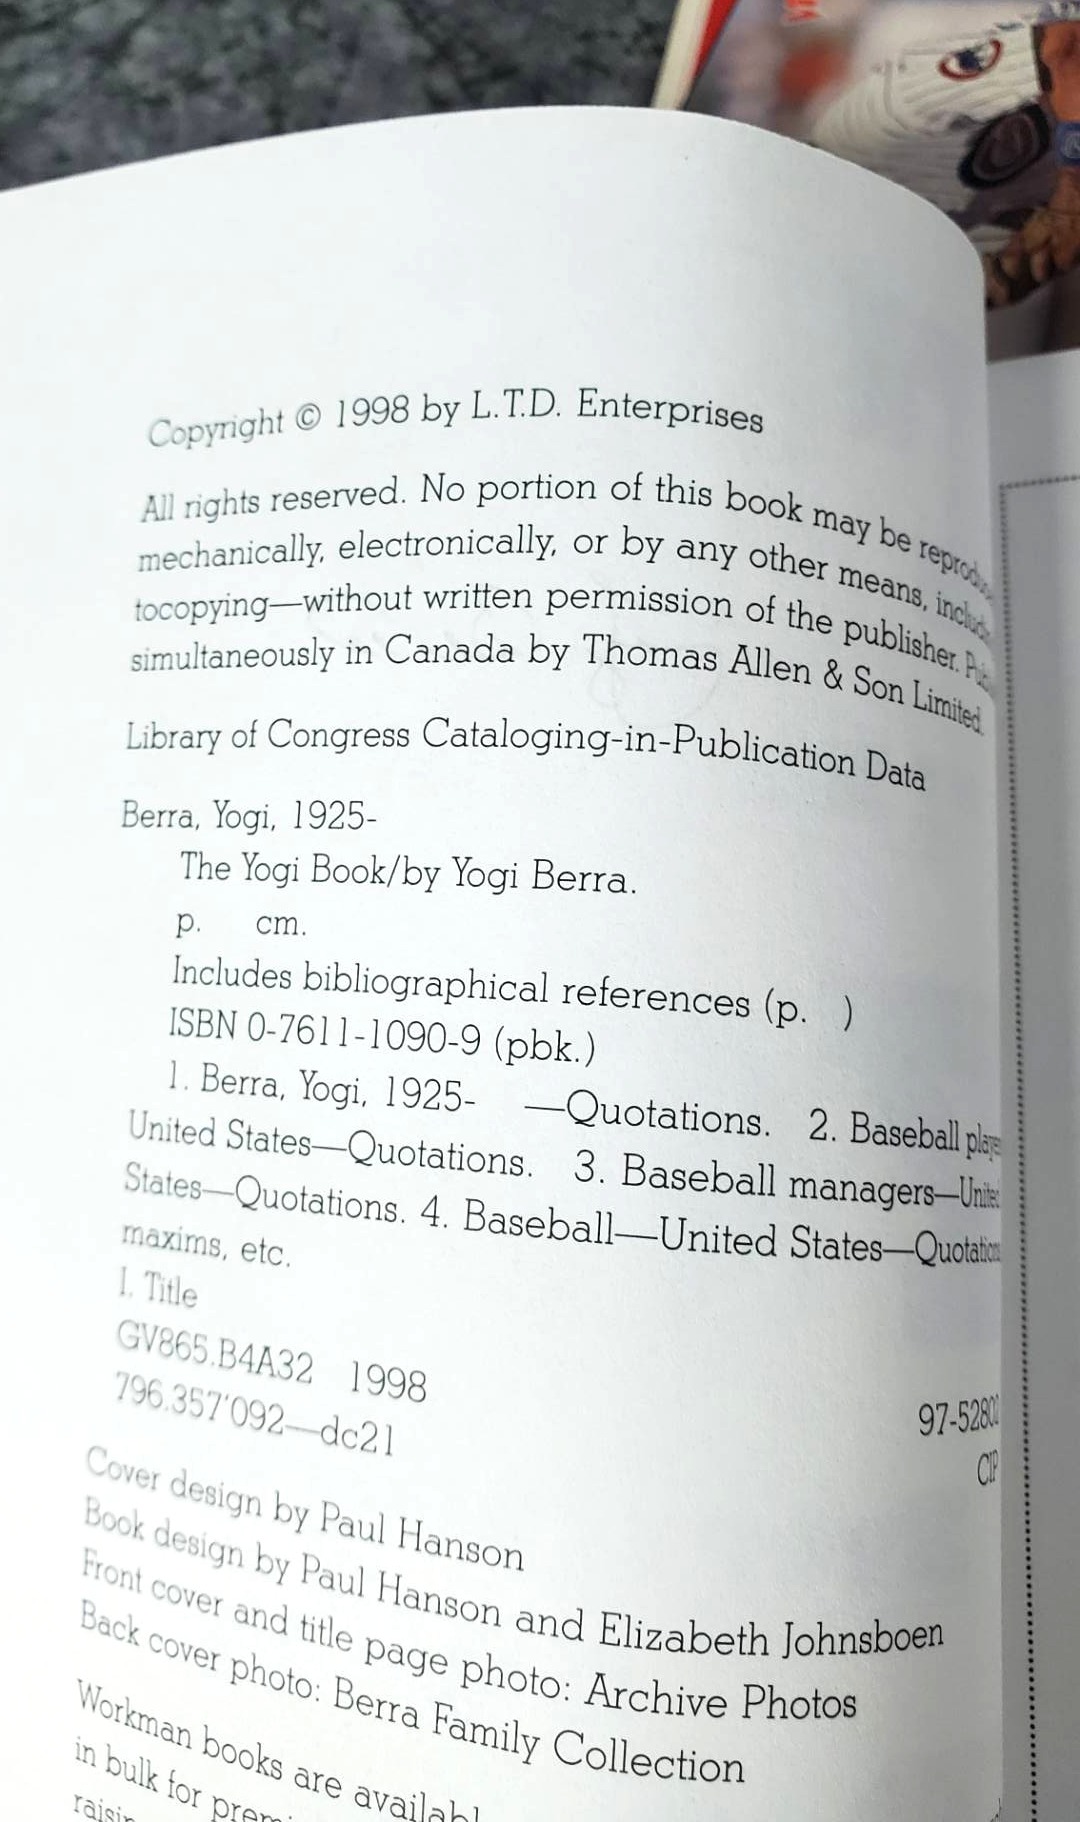 Copyright © 1998 by L.T.D. Enterprises
All rights reserved. No portion of this book may be
mechanically, electronically, or by any other means,
tocopying—without written permission of the publisher.
simultaneously in Canada by Thomas Allen & Son Limited.
Library of Congress Cataloging-in-Publication Data
Berra, Yogi, 1925-
The Yogi Book/by Yogi Berra.
p. cm.
Includes bibliographical references (p. )
ISBN 0-7611-1090-9 (pbk.)
1. Berra, Yogi, 1925- —Quotations. 2. Baseball
United States—Quotations. 3. Baseball managers—United
States—Quotations. 4. Baseball—United States—Quotations
maxims, etc.
I. Title
GV865.B4A32 1998
796.357'092—dc21
CIP
Cover design by Paul Hanson
Book design by Paul Hanson and Elizabeth Johnsboen
Front cover and title page photo: Archive Photos
Back cover photo: Berra Family Collection
Workman books are
in bulk for